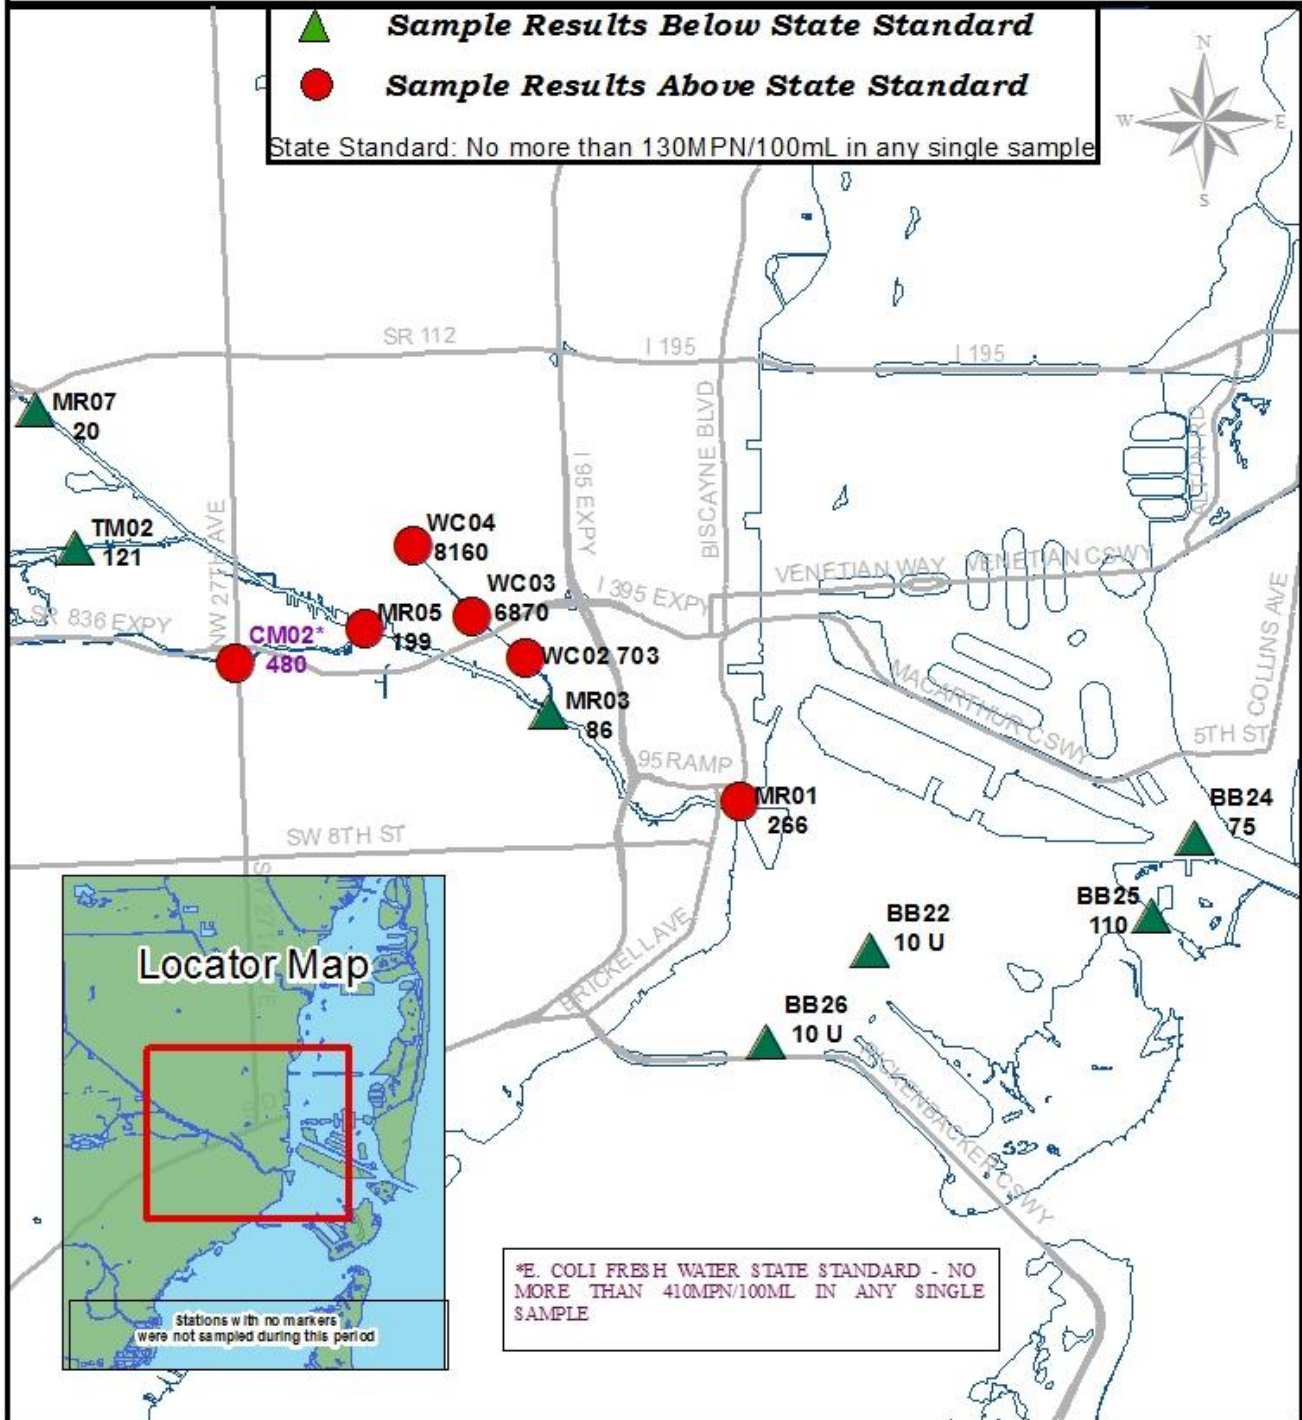 Sample Results Below State Standard
Sample Results Above State Standard
State Standard: No more than 130MPN/100mL in any single sample
N
W
E
S
SR 112
I 195
I 195
MR07
20
BISCAYNE BLVD
ALTON RD
I 95 EXPY
NW 27TH AVE
TM02
121
WC04
8160
VENETIAN WAY
VENETIAN CSWY
WC03
6870
I 395 EXPY
SR 836 EXPY
MR05
199
CM02*
480
COLLINS AVE
WC02 703
MACARTHUR CSWY
MR03
86
5TH ST
95 RAMP
MR01
266
BB24
75
SW 8TH ST
SW 27TH AVE
BB25
110
BB22
10 U
BRICKELL AVE
Locator Map
BB26
10 U
RICKENBACKER CSWY
*E. COLI FRESH WATER STATE STANDARD - NO
MORE THAN 410MPN/100ML IN ANY SINGLE
SAMPLE
Stations with no markers
were not sampled during this period